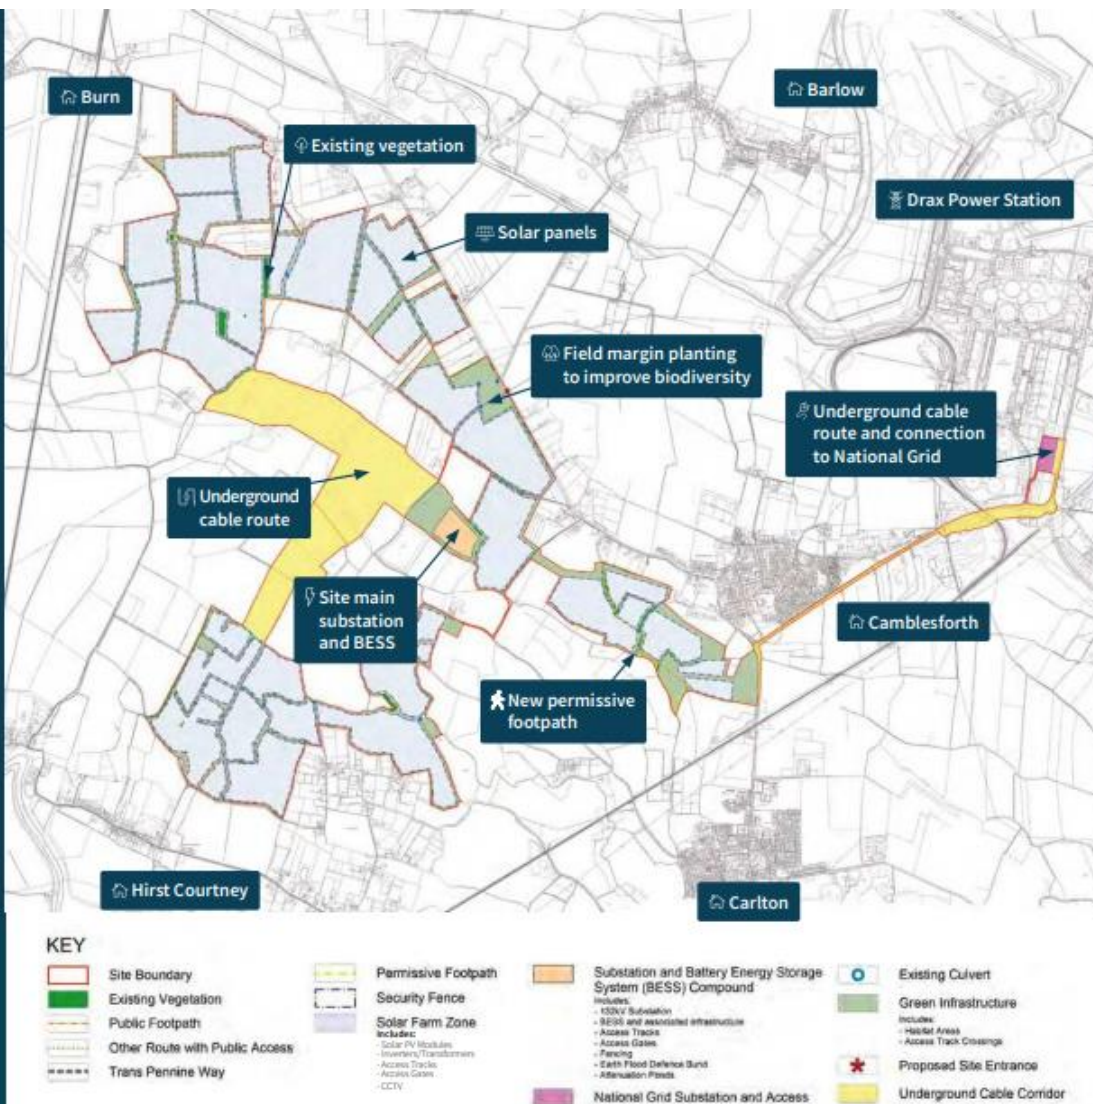 Burn
Barlow
Existing vegetation
Drax Power Station
Solar panels
Field margin planting
to improve biodiversity
Underground cable
route and connection
to National Grid
Underground
cable route
Site main
substation
and BESS
Camblesforth
New permissive
footpath
Hirst Courtney
Carlton
KEY
Site Boundary
Existing Vegetation
Public Footpath
Other Route with Public Access
Trans Pennine Way
Permissive Footpath
Security Fence
Solar Farm Zone
Includes:
- Solar PV Modules
- Inverters/Transformers
- Access Tracks
- Access Gates
- CCTV
Substation and Battery Energy Storage
System (BESS) Compound
Includes:
- 132kV Substation
- BESS and associated infrastructure
- Access Tracks
- Access Gates
- Fencing
- Earth Flood Defence Bund
- Attenuation Ponds
National Grid Substation and Access
Existing Culvert
Green Infrastructure
Includes:
- Habitat Areas
- Access Track Crossings
Proposed Site Entrance
Underground Cable Corridor